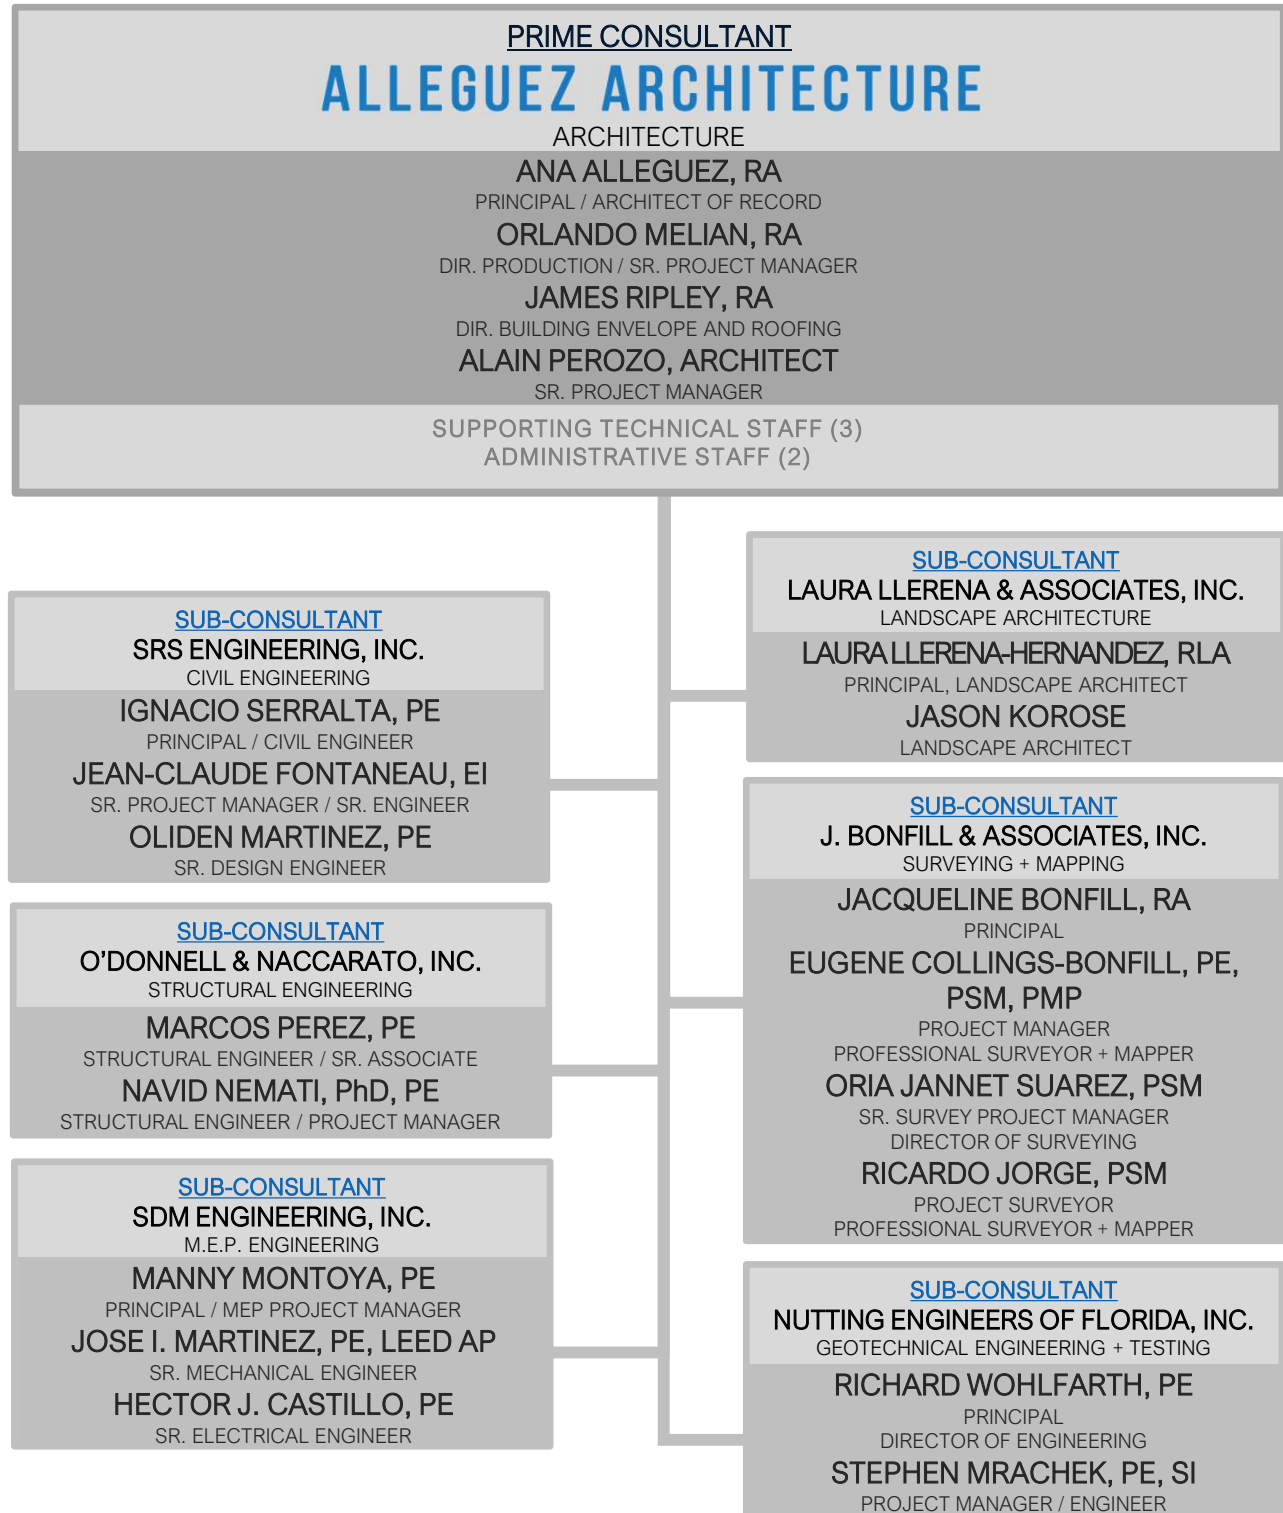 PRIME CONSULTANT
ALLEGUEZ ARCHITECTURE
ARCHITECTURE
ANA ALLEGUEZ, RA
PRINCIPAL / ARCHITECT OF RECORD
ORLANDO MELIAN, RA
DIR. PRODUCTION / SR. PROJECT MANAGER
JAMES RIPLEY, RA
DIR. BUILDING ENVELOPE AND ROOFING
ALAIN PEROZO, ARCHITECT
SR. PROJECT MANAGER
SUPPORTING TECHNICAL STAFF (3)
ADMINISTRATIVE STAFF (2)
SUB-CONSULTANT
SRS ENGINEERING, INC.
CIVIL ENGINEERING
IGNACIO SERRALTA, PE
PRINCIPAL / CIVIL ENGINEER
JEAN-CLAUDE FONTANEAU, EI
SR. PROJECT MANAGER / SR. ENGINEER
OLIDEN MARTINEZ, PE
SR. DESIGN ENGINEER
SUB-CONSULTANT
O'DONNELL & NACCARATO, INC.
STRUCTURAL ENGINEERING
MARCOS PEREZ, PE
STRUCTURAL ENGINEER / SR. ASSOCIATE
NAVID NEMATI, PhD, PE
STRUCTURAL ENGINEER / PROJECT MANAGER
SUB-CONSULTANT
SDM ENGINEERING, INC.
M.E.P. ENGINEERING
MANNY MONTOYA, PE
PRINCIPAL / MEP PROJECT MANAGER
JOSE I. MARTINEZ, PE, LEED AP
SR. MECHANICAL ENGINEER
HECTOR J. CASTILLO, PE
SR. ELECTRICAL ENGINEER
SUB-CONSULTANT
LAURA LLERENA & ASSOCIATES, INC.
LANDSCAPE ARCHITECTURE
LAURA LLERENA-HERNANDEZ, RLA
PRINCIPAL, LANDSCAPE ARCHITECT
JASON KOROSE
LANDSCAPE ARCHITECT
SUB-CONSULTANT
J. BONFILL & ASSOCIATES, INC.
SURVEYING + MAPPING
JACQUELINE BONFILL, RA
PRINCIPAL
EUGENE COLLINGS-BONFILL, PE,
PSM, PMP
PROJECT MANAGER
PROFESSIONAL SURVEYOR + MAPPER
ORIA JANNET SUAREZ, PSM
SR. SURVEY PROJECT MANAGER
DIRECTOR OF SURVEYING
RICARDO JORGE, PSM
PROJECT SURVEYOR
PROFESSIONAL SURVEYOR + MAPPER
SUB-CONSULTANT
NUTTING ENGINEERS OF FLORIDA, INC.
GEOTECHNICAL ENGINEERING + TESTING
RICHARD WOHLFARTH, PE
PRINCIPAL
DIRECTOR OF ENGINEERING
STEPHEN MRACHEK, PE, SI
PROJECT MANAGER / ENGINEER